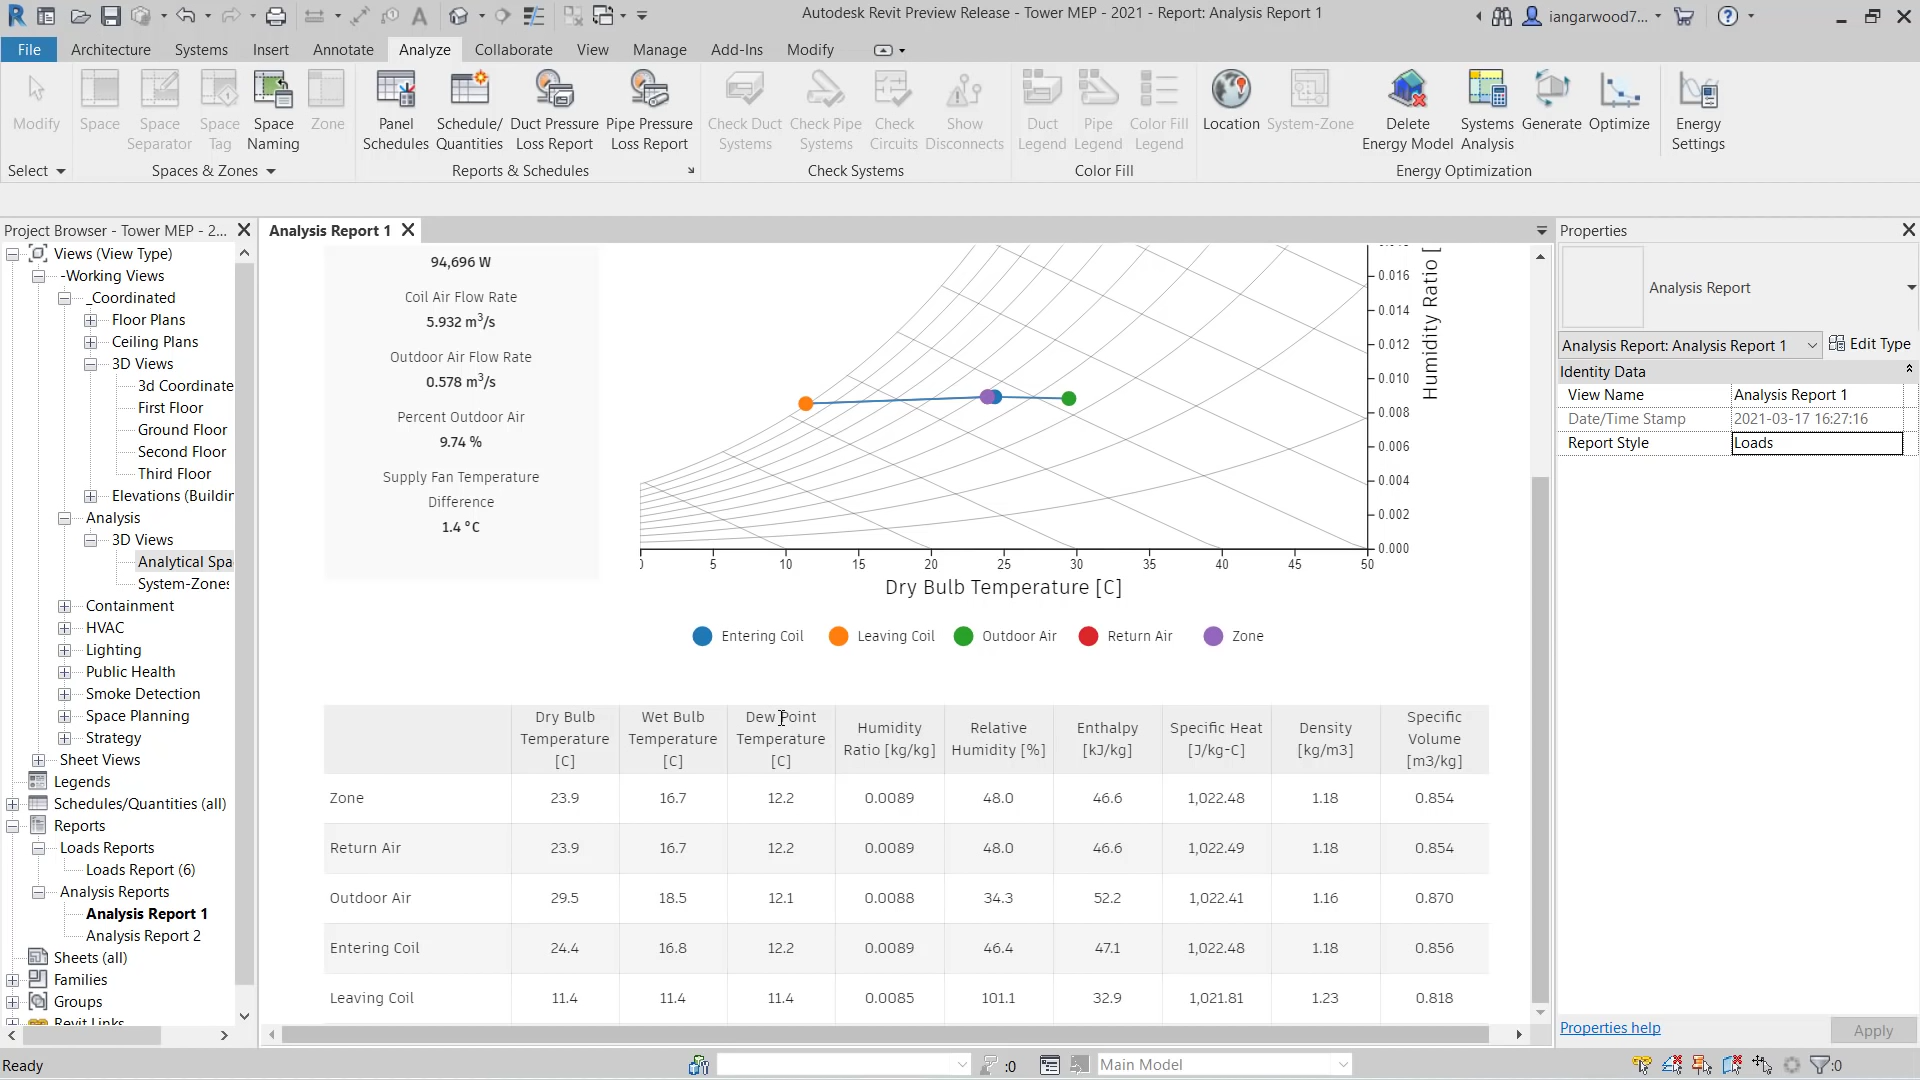 Autodesk Revit Preview Release - Tower MEP - 2021 - Report: Analysis Report 1
iangarwood7...
File
Architecture
Systems
Insert
Annotate
Analyze
Collaborate
View
Manage
Add-Ins
Modify
Modify
Space
Space Separator
Space Tag
Space Naming
Zone
Panel Schedules
Schedule/ Quantities
Duct Pressure Loss Report
Pipe Pressure Loss Report
Check Duct Systems
Check Pipe Systems
Check Circuits
Show Disconnects
Duct Legend
Pipe Legend
Color Fill Legend
Location
System-Zone
Delete Energy Model
Systems Analysis
Generate
Optimize
Energy Settings
Select
Spaces & Zones
Reports & Schedules
Check Systems
Color Fill
Energy Optimization
Project Browser - Tower MEP - 2...
Views (View Type)
-Working Views
_Coordinated
Floor Plans
Ceiling Plans
3D Views
3d Coordinate
First Floor
Ground Floor
Second Floor
Third Floor
Elevations (Buildin
Analysis
3D Views
Analytical Spa
System-Zones
Containment
HVAC
Lighting
Public Health
Smoke Detection
Space Planning
Strategy
Sheet Views
Legends
Schedules/Quantities (all)
Reports
Loads Reports
Loads Report (6)
Analysis Reports
Analysis Report 1
Analysis Report 2
Sheets (all)
Families
Groups
Revit Links
Analysis Report 1
94,696 W
Coil Air Flow Rate
5.932 m³/s
Outdoor Air Flow Rate
0.578 m³/s
Percent Outdoor Air
9.74 %
Supply Fan Temperature
Difference
1.4 °C
0.016
0.014
0.012
0.010
0.008
0.006
0.004
0.002
0.000
Humidity Ratio [
0 5 10 15 20 25 30 35 40 45 50
Dry Bulb Temperature [C]
Entering Coil
Leaving Coil
Outdoor Air
Return Air
Zone
Dry Bulb Temperature [C]
Wet Bulb Temperature [C]
Dew Point Temperature [C]
Humidity Ratio [kg/kg]
Relative Humidity [%]
Enthalpy [kJ/kg]
Specific Heat [J/kg-C]
Density [kg/m3]
Specific Volume [m3/kg]
Zone 23.9 16.7 12.2 0.0089 48.0 46.6 1,022.48 1.18 0.854
Return Air 23.9 16.7 12.2 0.0089 48.0 46.6 1,022.49 1.18 0.854
Outdoor Air 29.5 18.5 12.1 0.0088 34.3 52.2 1,022.41 1.16 0.870
Entering Coil 24.4 16.8 12.2 0.0089 46.4 47.1 1,022.48 1.18 0.856
Leaving Coil 11.4 11.4 11.4 0.0085 101.1 32.9 1,021.81 1.23 0.818
Properties
Analysis Report
Analysis Report: Analysis Report 1
Edit Type
Identity Data
View Name Analysis Report 1
Date/Time Stamp 2021-03-17 16:27:16
Report Style Loads
Properties help
Apply
Ready
:0
Main Model
:0